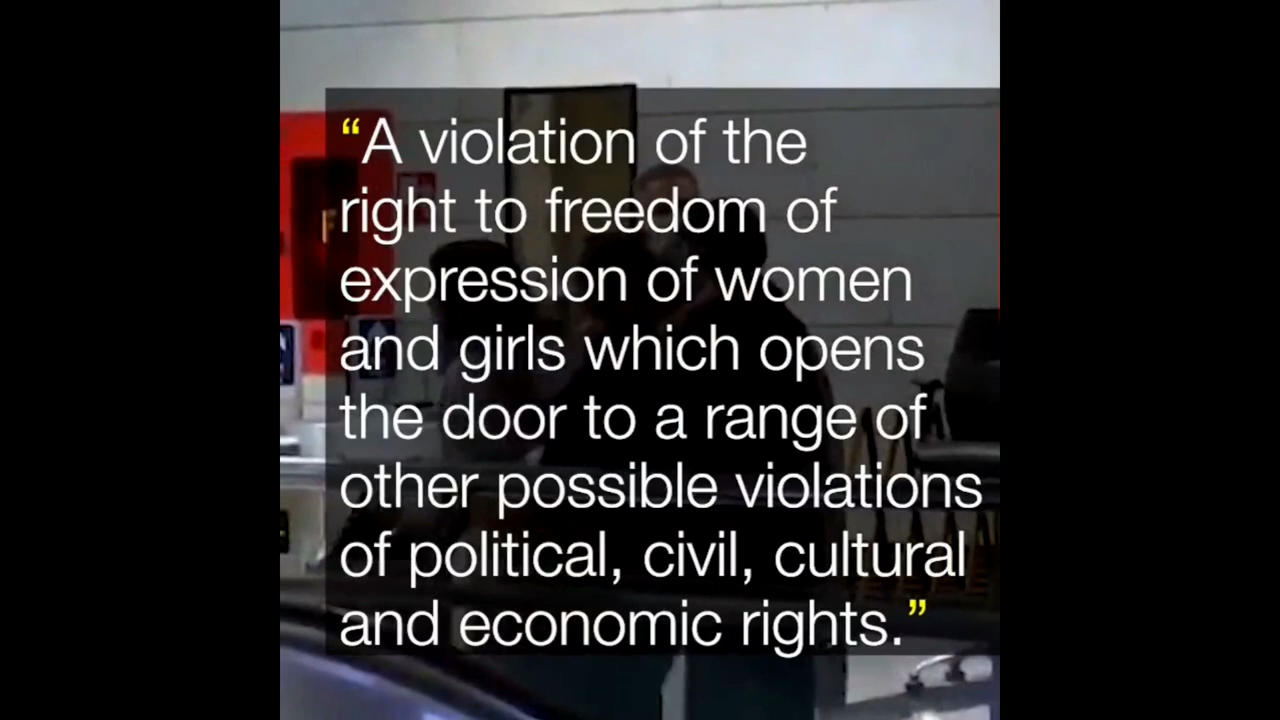 “A violation of the
right to freedom of
expression of women
and girls which opens
the door to a range of
other possible violations
of political, civil, cultural
and economic rights.”